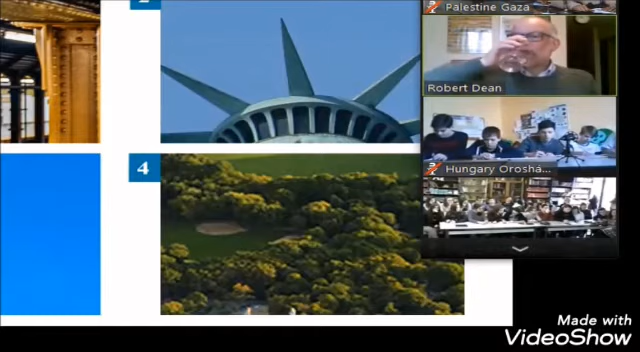 Palestine Gaza
Robert Dean
4
Hungary Orosha...
Made with
VideoShow